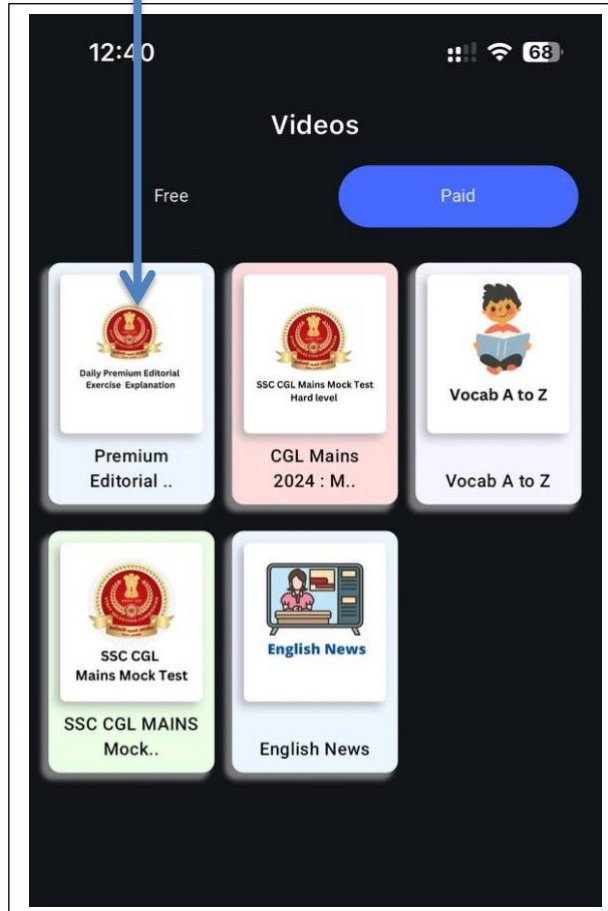 12:40
68
Videos
Free
Paid
Daily Premium Editorial
Exercise Explanation
Premium
Editorial ..
SSC CGL Mains Mock Test
Hard level
CGL Mains
2024 : M..
Vocab A to Z
Vocab A to Z
SSC CGL
Mains Mock Test
SSC CGL MAINS
Mock..
English News
English News